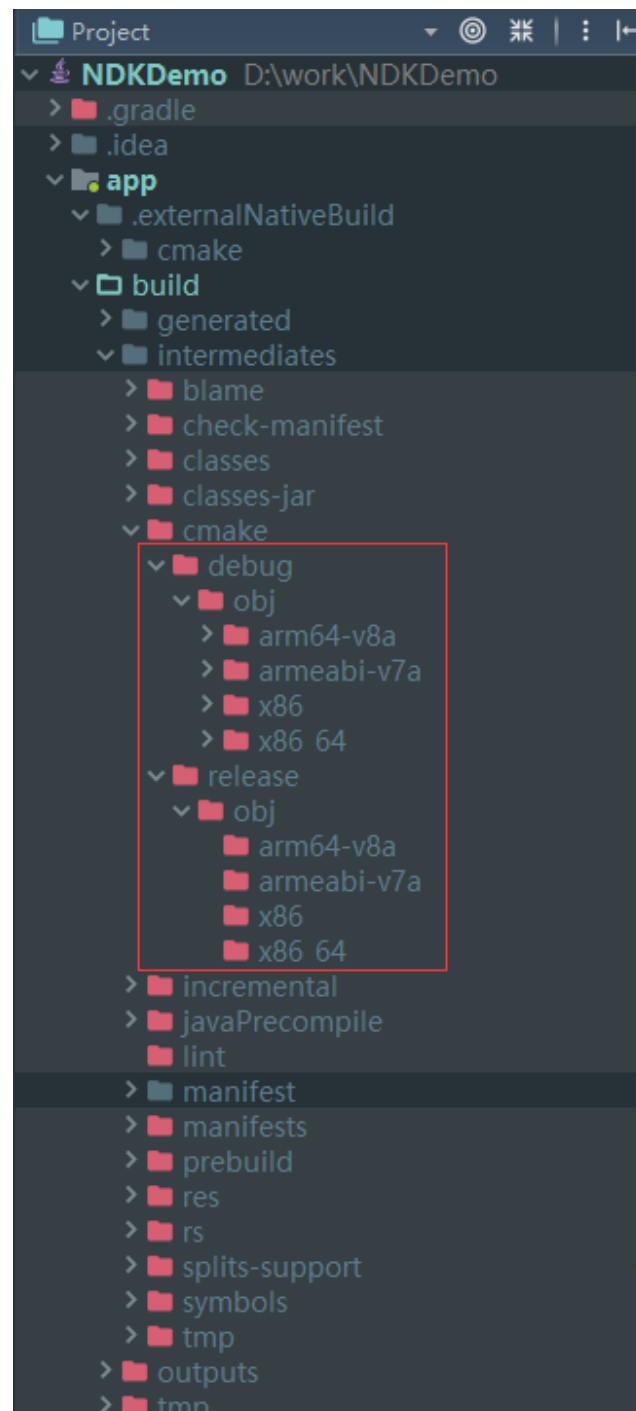 Project
NDKDemo D:\work\NDKDemo
.gradle
.idea
app
.externalNativeBuild
cmake
build
generated
intermediates
blame
check-manifest
classes
classes-jar
cmake
debug
obj
arm64-v8a
armeabi-v7a
x86
x86_64
release
obj
arm64-v8a
armeabi-v7a
x86
x86_64
incremental
javaPrecompile
lint
manifest
manifests
prebuild
res
rs
splits-support
symbols
tmp
outputs
tmp